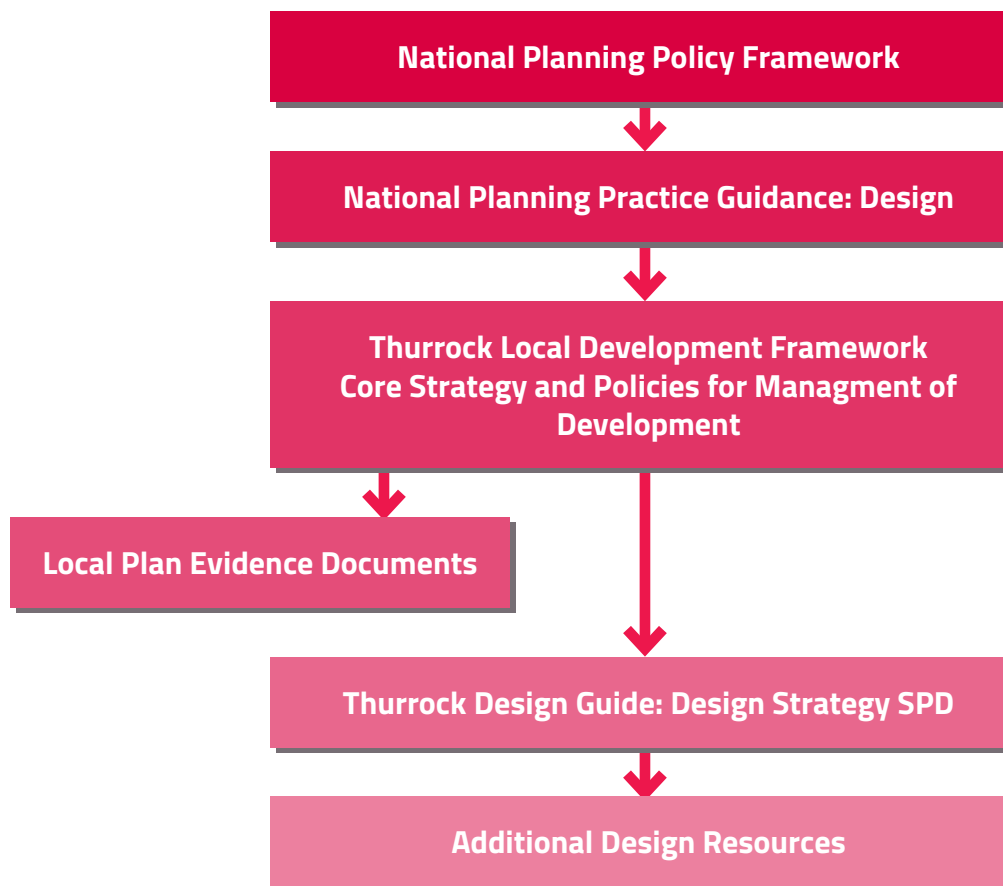 National Planning Policy Framework
National Planning Practice Guidance: Design
Thurrock Local Development Framework
Core Strategy and Policies for Managment of
Development
Local Plan Evidence Documents
Thurrock Design Guide: Design Strategy SPD
Additional Design Resources